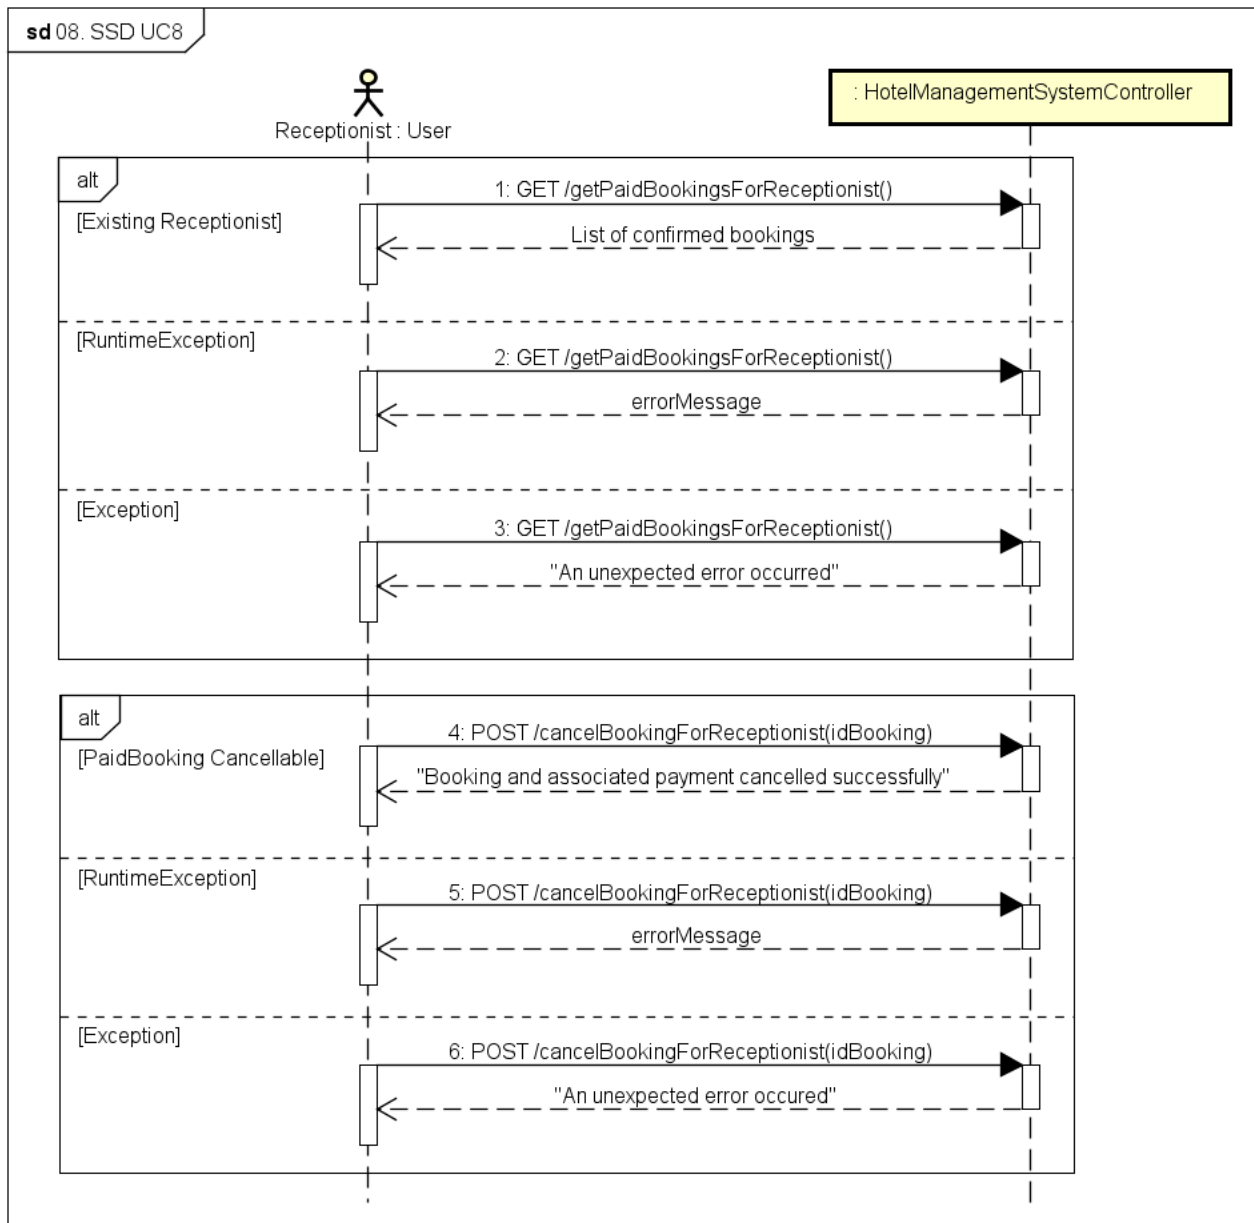 sd 08. SSD UC8
: HotelManagementSystemController
Receptionist : User
alt
1: GET /getPaidBookingsForReceptionist()
[Existing Receptionist]
List of confirmed bookings
[RuntimeException]
2: GET /getPaidBookingsForReceptionist()
errorMessage
[Exception]
3: GET /getPaidBookingsForReceptionist()
"An unexpected error occurred"
alt
4: POST /cancelBookingForReceptionist(idBooking)
[PaidBooking Cancellable]
"Booking and associated payment cancelled successfully"
[RuntimeException]
5: POST /cancelBookingForReceptionist(idBooking)
errorMessage
[Exception]
6: POST /cancelBookingForReceptionist(idBooking)
"An unexpected error occured"